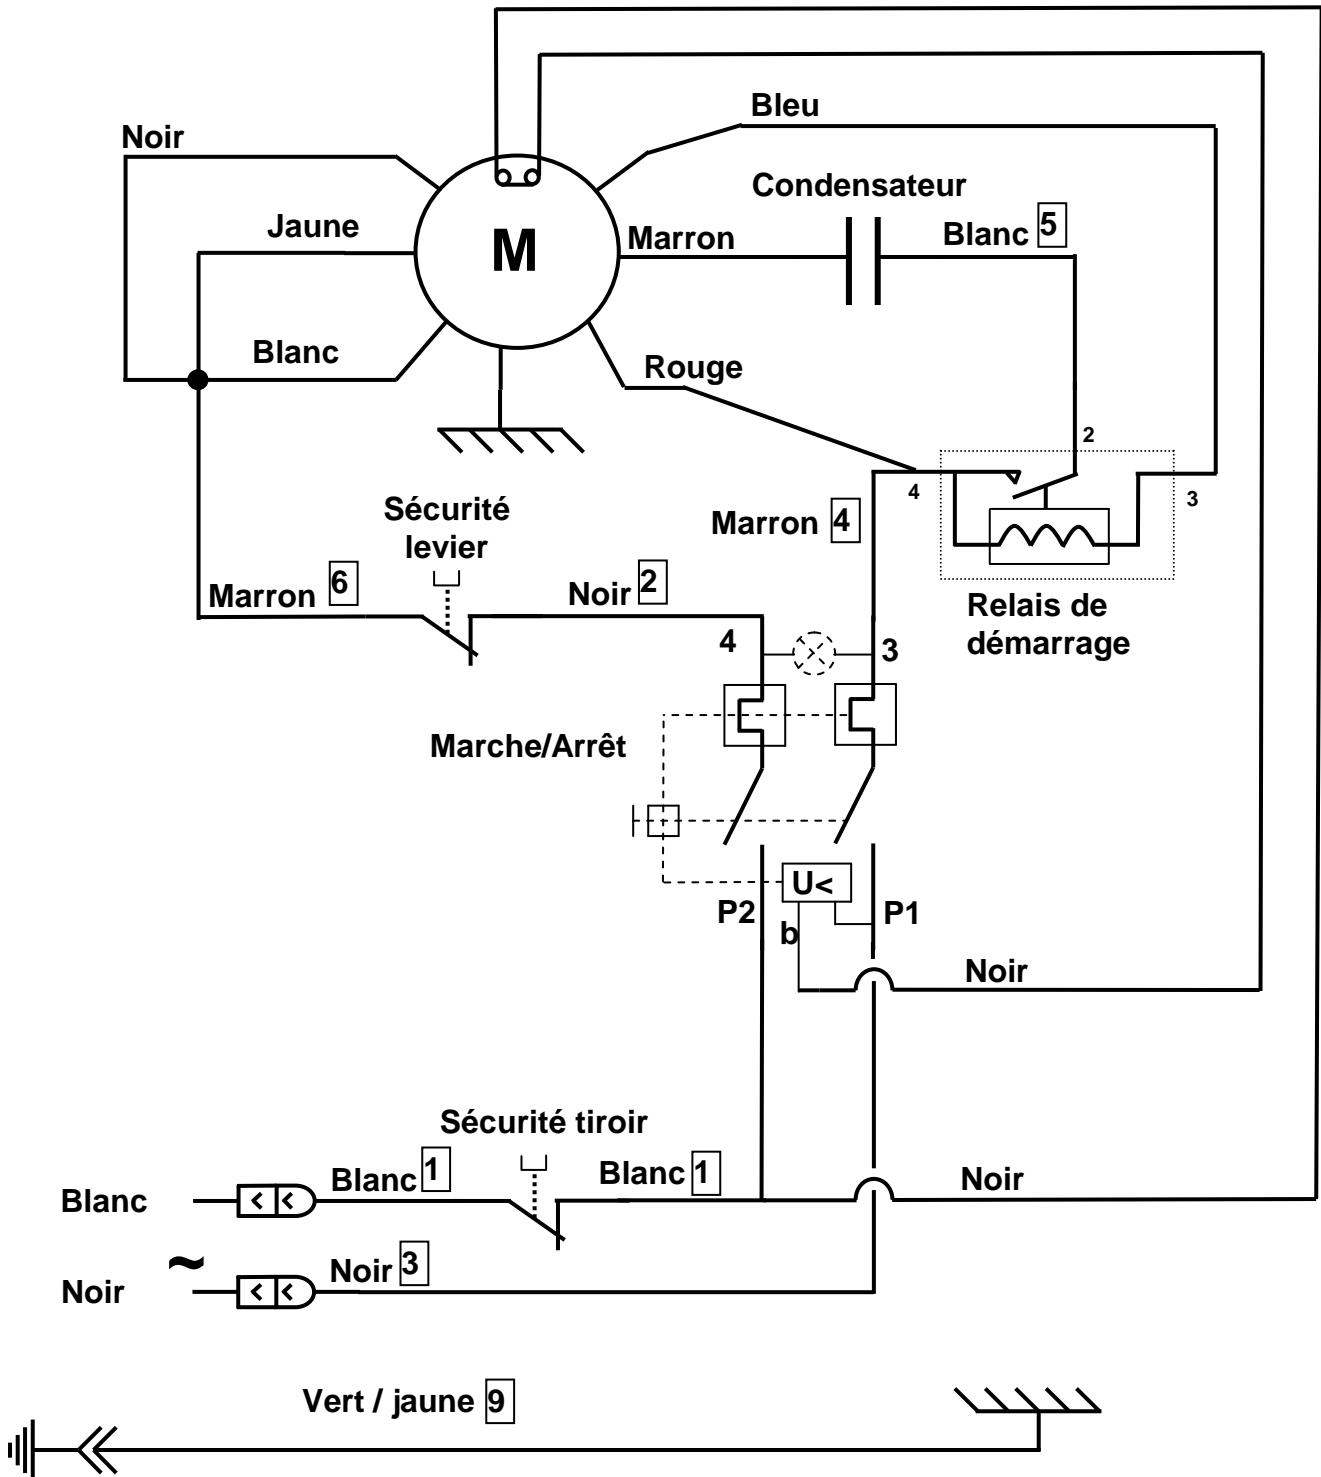 Bleu
Noir
Condensateur
Jaune
M
Marron
Blanc 5
Blanc
Rouge
2
4
3
Sécurité
levier
Marron 4
Marron 6
Noir 2
Relais de
démarrage
4
3
Marche/Arrêt
U<
P2
b
P1
Noir
Sécurité tiroir
Blanc
Blanc 1
Blanc 1
Noir
~
Noir
Noir 3
Vert / jaune 9